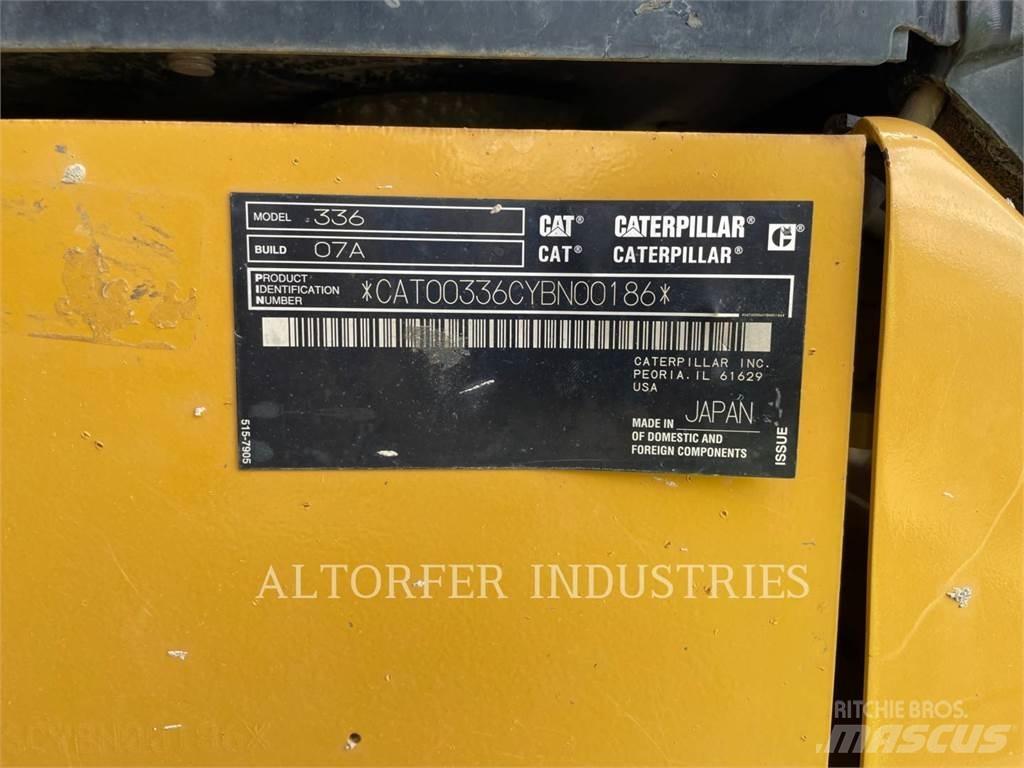 MODEL 336
BUILD 07A
CAT® CATERPILLAR®
CAT® CATERPILLAR®
PRODUCT
IDENTIFICATION
NUMBER
*CAT00336CYBN00186*
CATERPILLAR INC.
PEORIA, IL 61629
USA
MADE IN JAPAN
OF DOMESTIC AND
FOREIGN COMPONENTS
515-7905
ISSUE
ALTORFER INDUSTRIES
RITCHIE BROS.
MASCUS